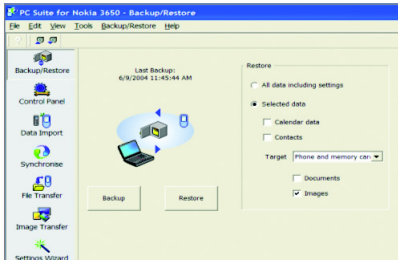 PC Suite for Nokia 3650 - Backup/Restore
File Edit View Tools Backup/Restore Help
Backup/Restore
Control Panel
Data Import
Synchronise
File Transfer
Image Transfer
Settings Wizard
Last Backup:
6/9/2004 11:45:44 AM
Backup
Restore
Restore
All data including settings
Selected data
Calendar data
Contacts
Target
Phone and memory car
Documents
Images